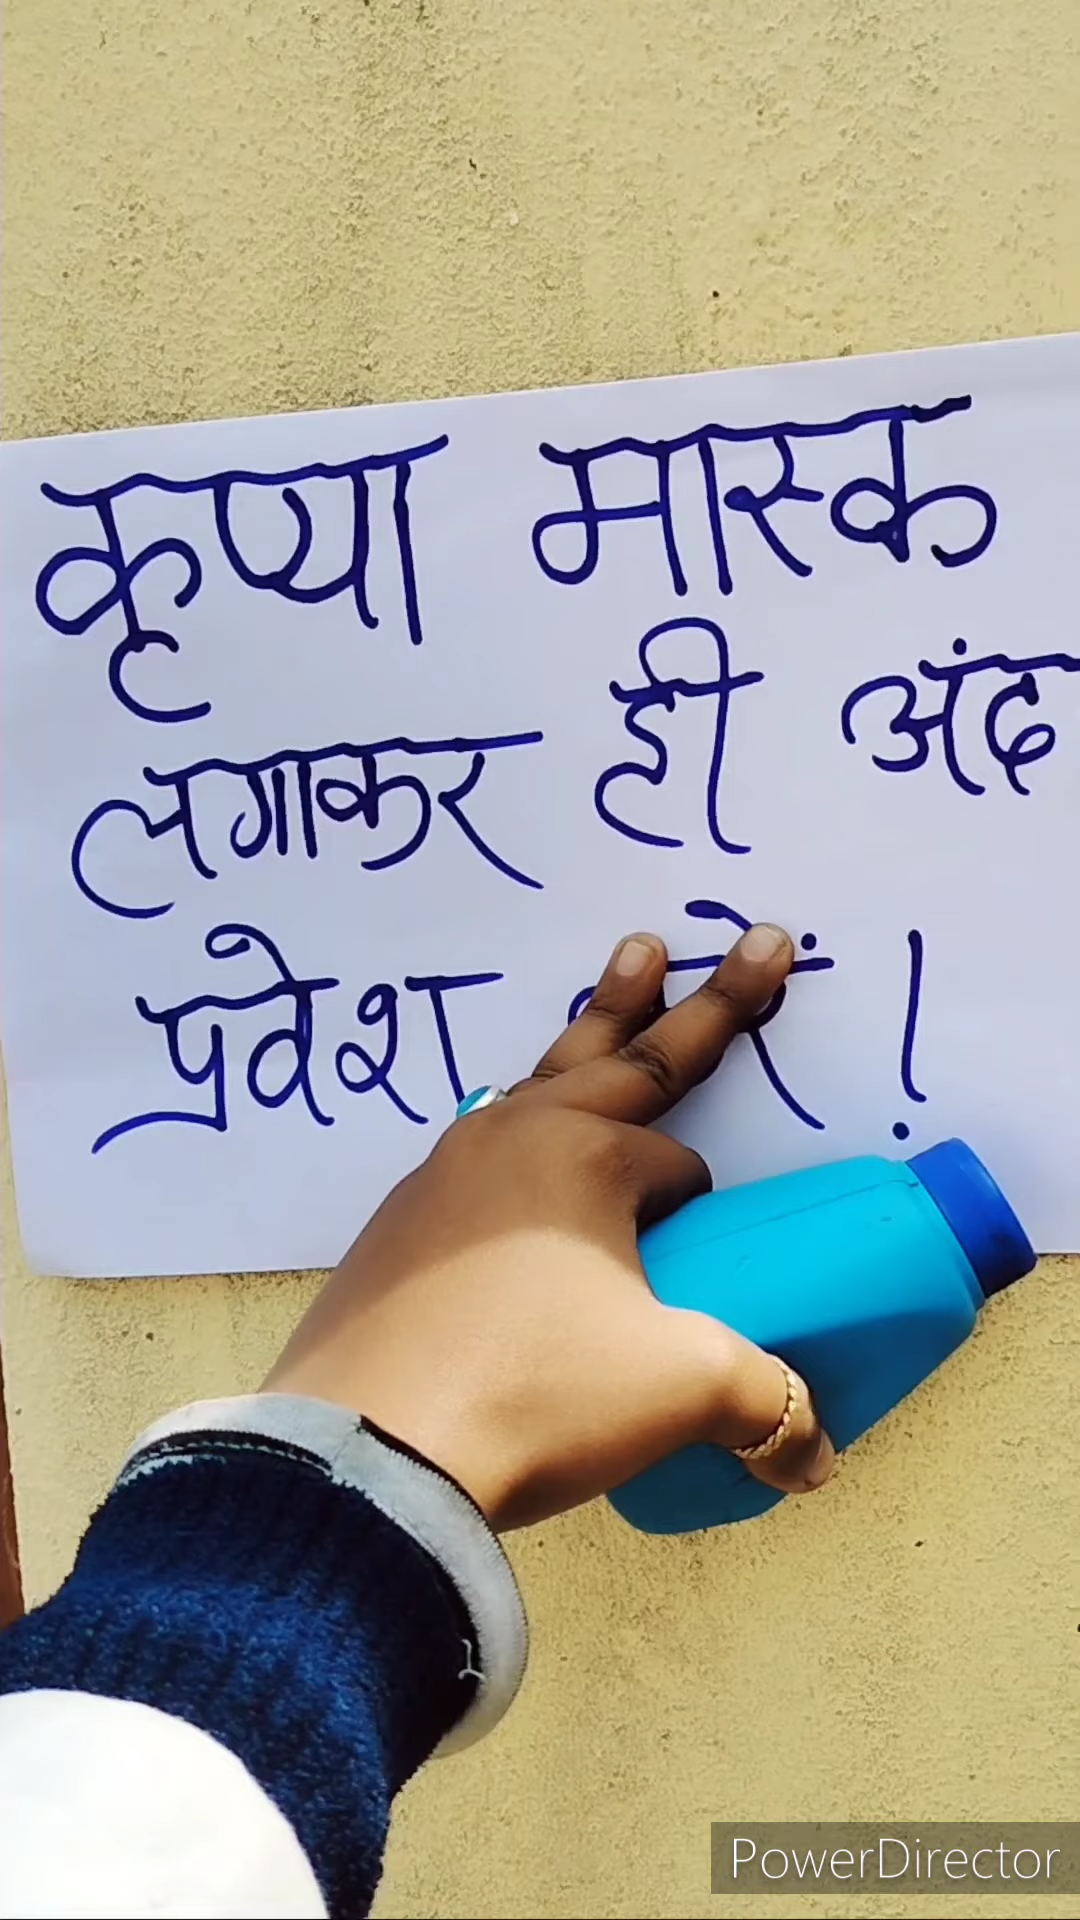 कृप्या मास्क
लगाकर ही अंद
प्रवेश रें !
PowerDirector